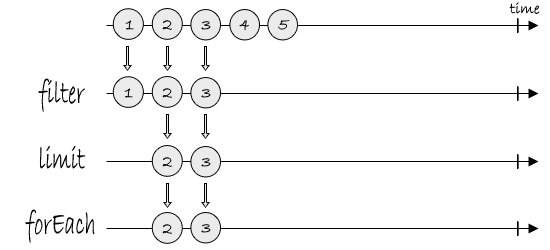 time
1 2 3 4 5
filter 1 2 3
limit 2 3
forEach 2 3